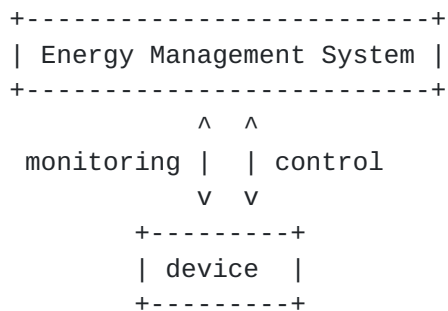 +--------------------------+
| Energy Management System |
+--------------------------+
            ^  ^
 monitoring |  | control
            v  v
        +---------+
        | device  |
        +---------+